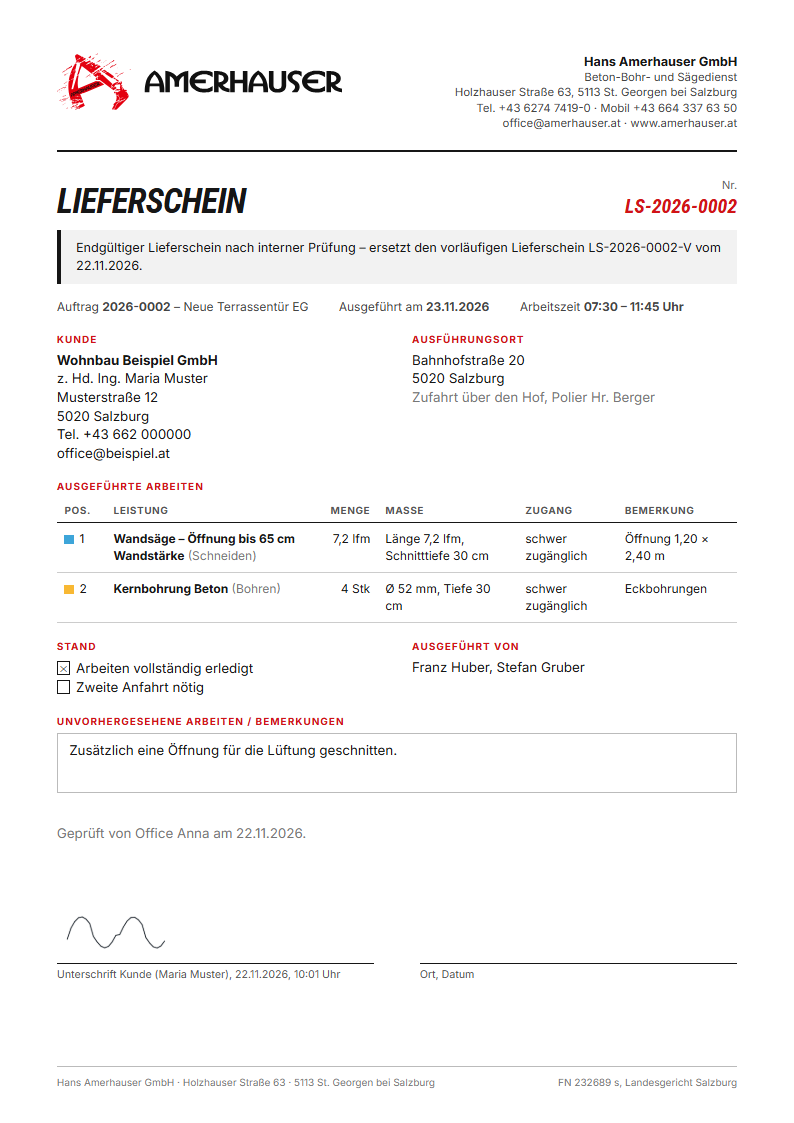 AMERHAUSER
Hans Amerhauser GmbH
Beton-Bohr- und Sägedienst
Holzhauser Straße 63, 5113 St. Georgen bei Salzburg
Tel. +43 6274 7419-0 · Mobil +43 664 337 63 50
office@amerhauser.at · www.amerhauser.at
LIEFERSCHEIN
Nr.
LS-2026-0002
Endgültiger Lieferschein nach interner Prüfung – ersetzt den vorläufigen Lieferschein LS-2026-0002-V vom
22.11.2026.
Auftrag 2026-0002 – Neue Terrassentür EG Ausgeführt am 23.11.2026 Arbeitszeit 07:30 – 11:45 Uhr
KUNDE
Wohnbau Beispiel GmbH
z. Hd. Ing. Maria Muster
Musterstraße 12
5020 Salzburg
Tel. +43 662 000000
office@beispiel.at
AUSFÜHRUNGSORT
Bahnhofstraße 20
5020 Salzburg
Zufahrt über den Hof, Polier Hr. Berger
AUSGEFÜHRTE ARBEITEN
POS. LEISTUNG MENGE MASSE ZUGANG BEMERKUNG
1 Wandsäge – Öffnung bis 65 cm 7,2 lfm Länge 7,2 lfm, schwer Öffnung 1,20 ×
Wandstärke (Schneiden) Schnitttiefe 30 cm zugänglich 2,40 m
2 Kernbohrung Beton (Bohren) 4 Stk Ø 52 mm, Tiefe 30 schwer Eckbohrungen
cm zugänglich
STAND
Arbeiten vollständig erledigt
Zweite Anfahrt nötig
AUSGEFÜHRT VON
Franz Huber, Stefan Gruber
UNVORHERGESEHENE ARBEITEN / BEMERKUNGEN
Zusätzlich eine Öffnung für die Lüftung geschnitten.
Geprüft von Office Anna am 22.11.2026.
Unterschrift Kunde (Maria Muster), 22.11.2026, 10:01 Uhr
Ort, Datum
Hans Amerhauser GmbH · Holzhauser Straße 63 · 5113 St. Georgen bei Salzburg
FN 232689 s, Landesgericht Salzburg